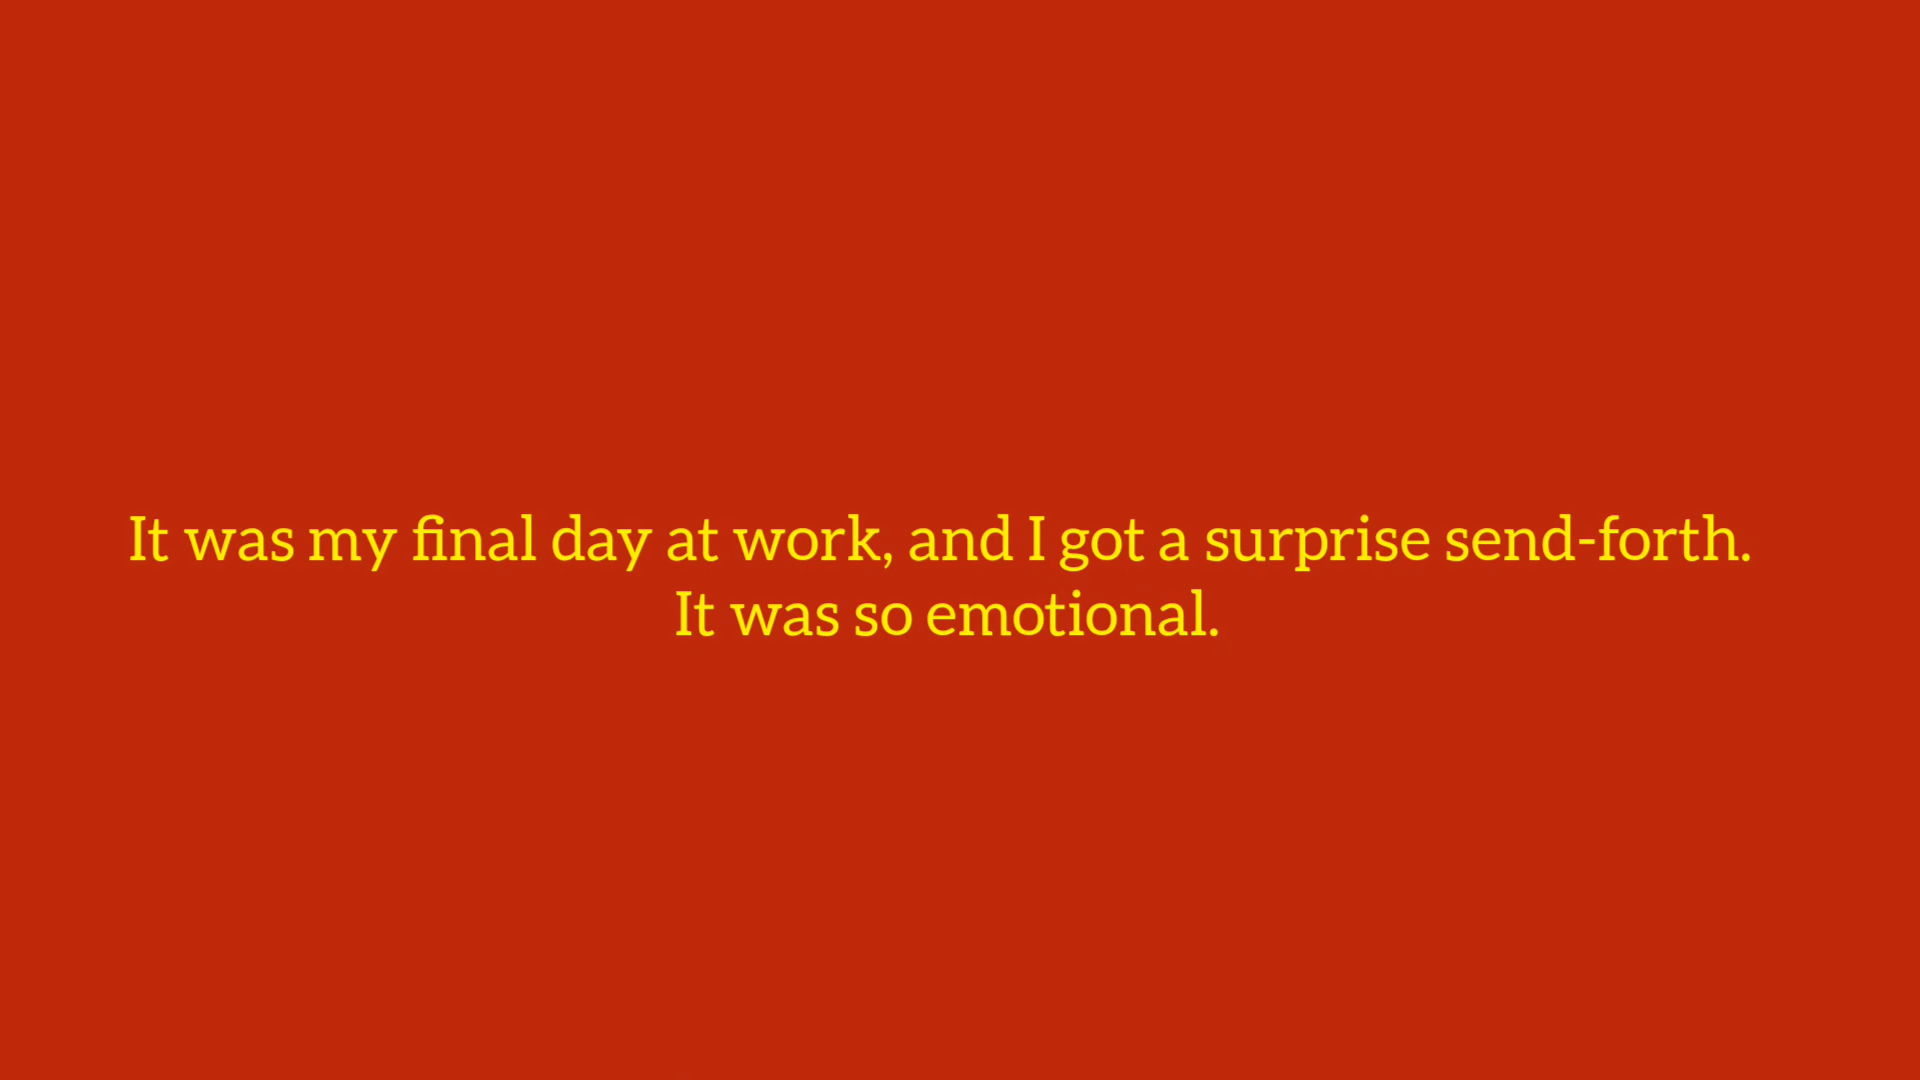 It was my final day at work, and I got a surprise send-forth.
It was so emotional.